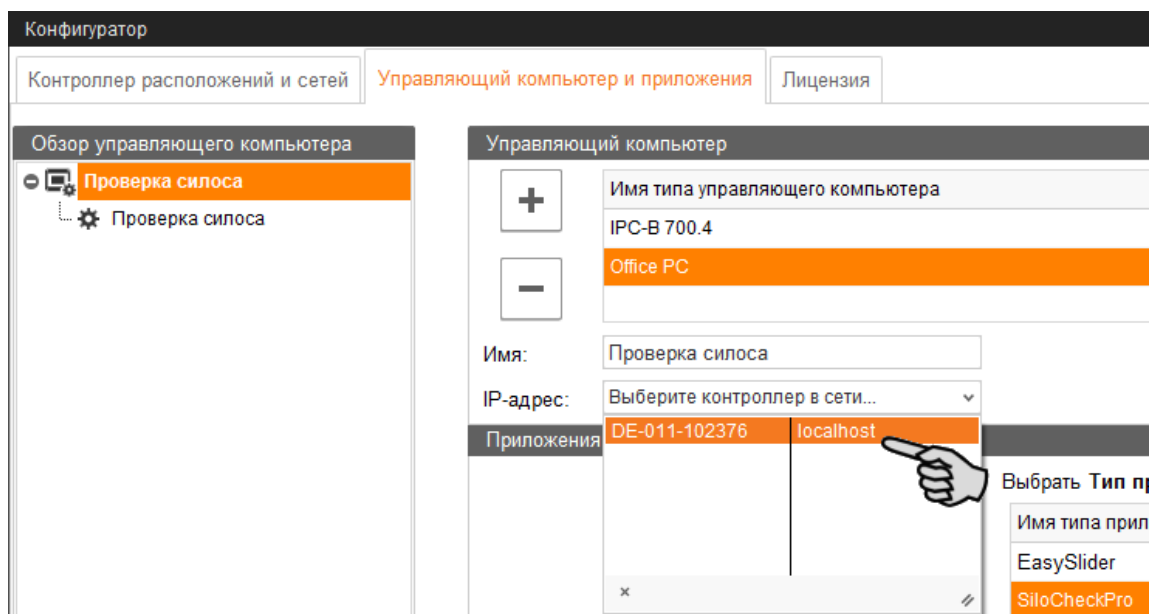 Конфигуратор
Контроллер расположений и сетей
Управляющий компьютер и приложения
Лицензия
Обзор управляющего компьютера
Проверка силоса
Проверка силоса
Управляющий компьютер
Имя типа управляющего компьютера
IPC-B 700.4
Office PC
Имя: Проверка силоса
IP-адрес: Выберите контроллер в сети...
DE-011-102376 localhost
Приложения
Выбрать Тип п
Имя типа прил
EasySlider
SiloCheckPro